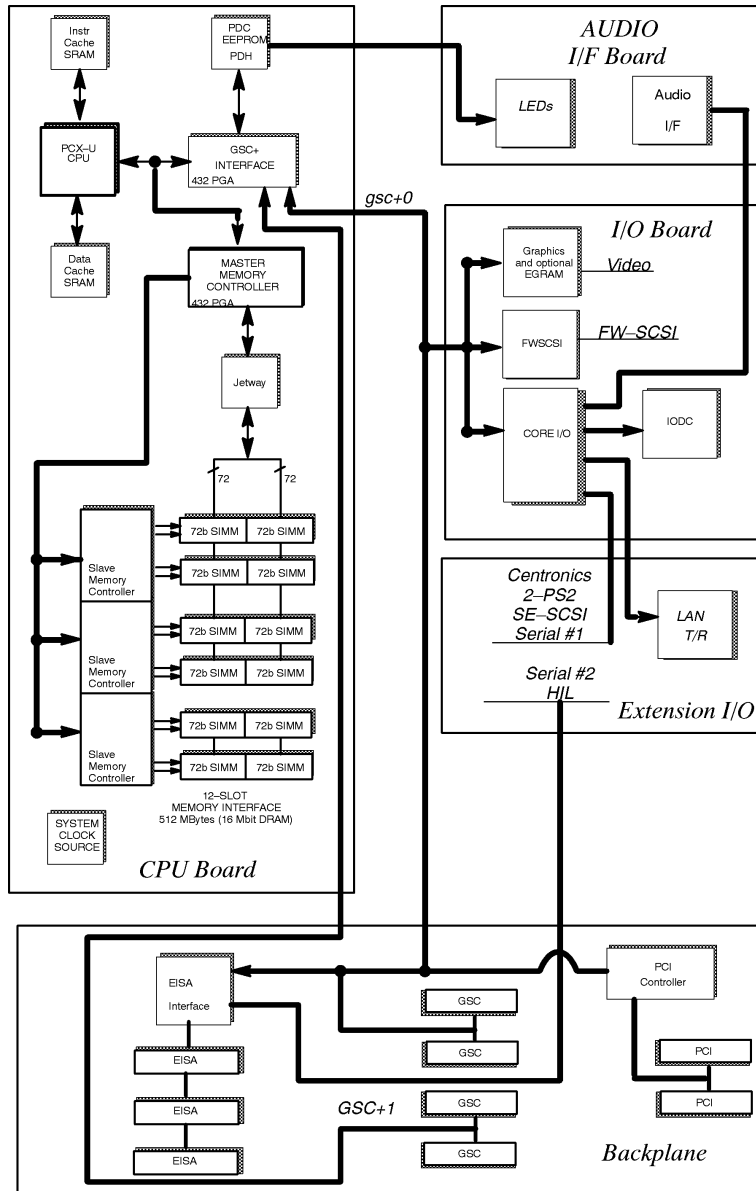 Instr
Cache
SRAM
PDC
EEPROM
PDH
PCX–U
CPU
GSC+
INTERFACE
432 PGA
Data
Cache
SRAM
MASTER
MEMORY
CONTROLLER
432 PGA
Jetway
72
72
Slave
Memory
Controller
72b SIMM
72b SIMM
72b SIMM
72b SIMM
Slave
Memory
Controller
72b SIMM
72b SIMM
72b SIMM
72b SIMM
Slave
Memory
Controller
72b SIMM
72b SIMM
72b SIMM
72b SIMM
12–SLOT
MEMORY INTERFACE
512 MBytes (16 Mbit DRAM)
SYSTEM
CLOCK
SOURCE
CPU Board
AUDIO
I/F Board
LEDs
Audio
I/F
gsc+0
I/O Board
Graphics
and optional
EGRAM
Video
FWSCSI
FW–SCSI
CORE I/O
IODC
Centronics
2–PS2
SE–SCSI
Serial #1
LAN
T/R
Serial #2
HIL
Extension I/O
EISA
Interface
EISA
EISA
EISA
GSC
GSC
GSC+1
GSC
GSC
PCI
Controller
PCI
PCI
Backplane